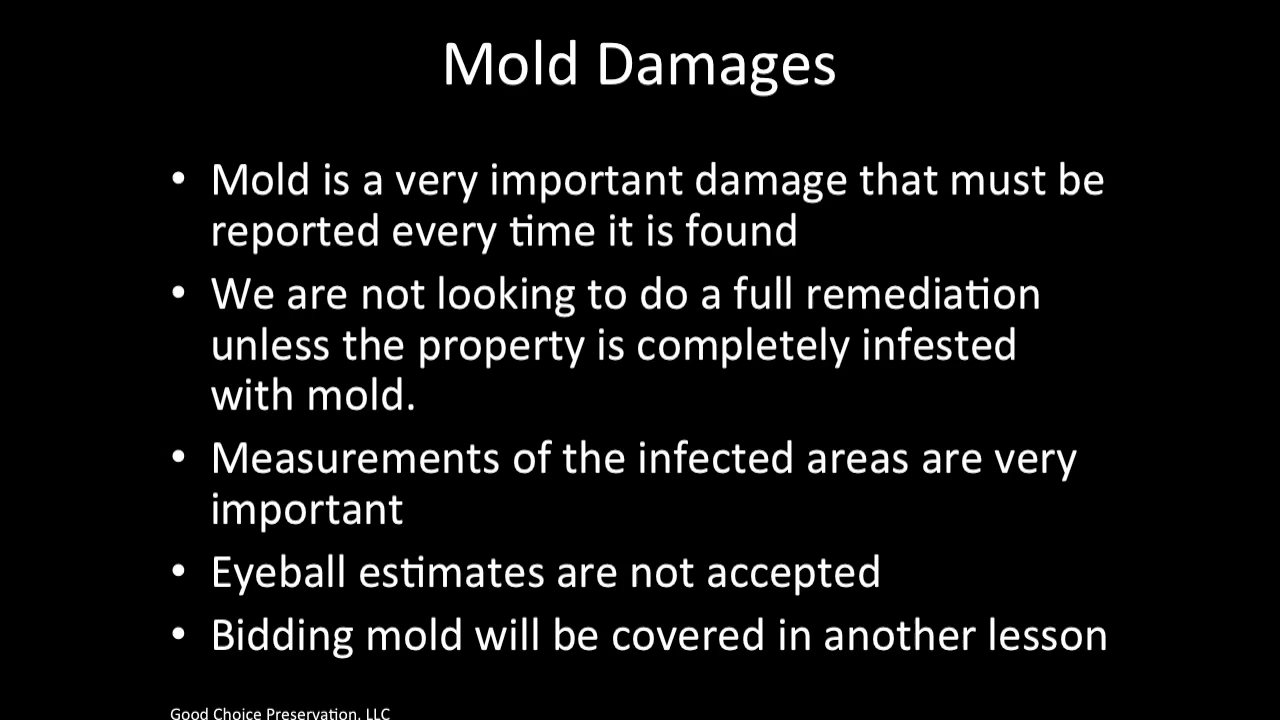 Mold Damages
• Mold is a very important damage that must be
reported every time it is found
• We are not looking to do a full remediation
unless the property is completely infested
with mold.
• Measurements of the infected areas are very
important
• Eyeball estimates are not accepted
• Bidding mold will be covered in another lesson
Good Choice Preservation, LLC